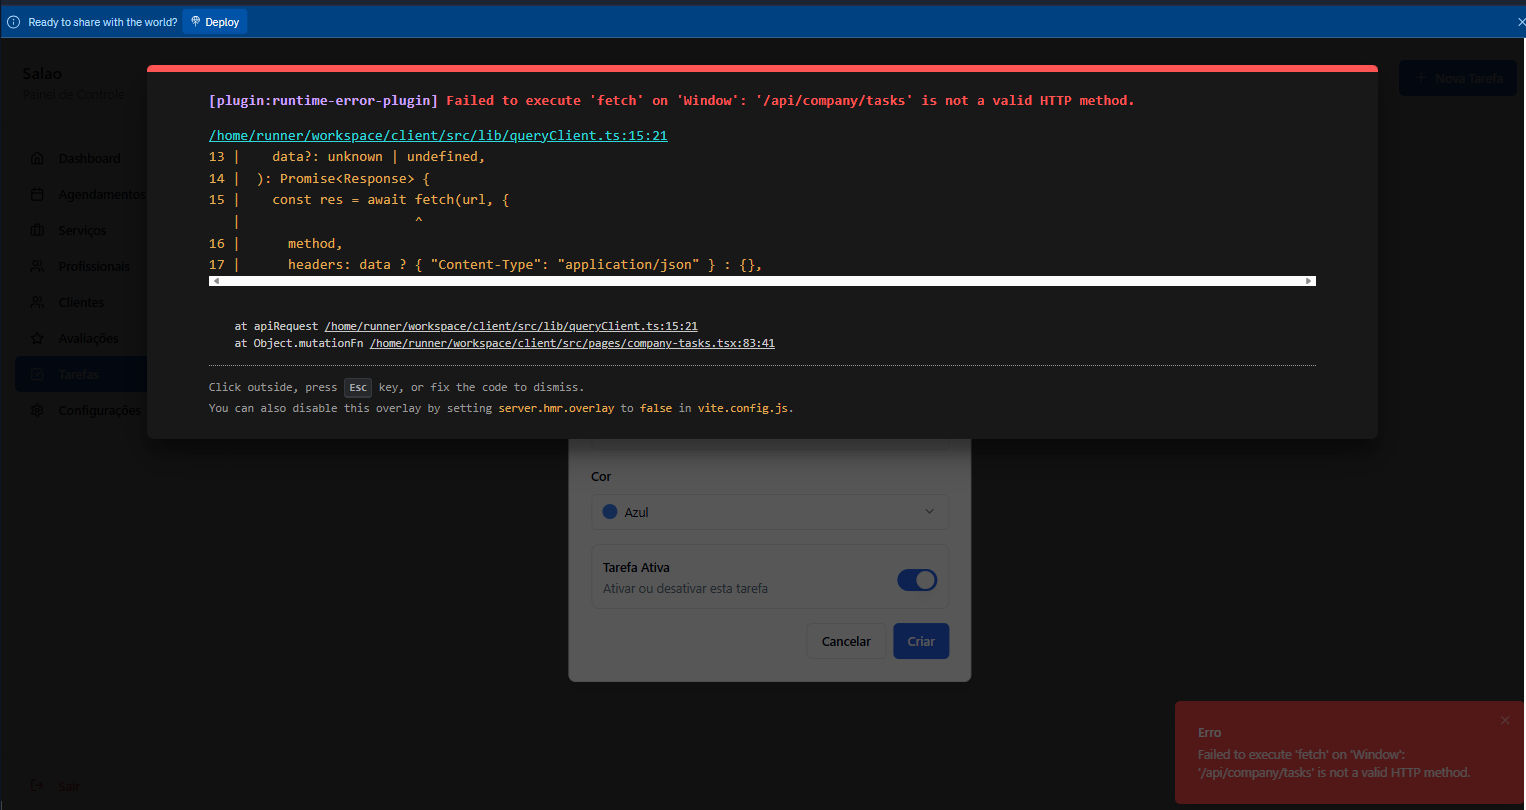 Ready to share with the world? Deploy
Salao
Painel de Controle
Nova Tarefa
[plugin:runtime-error-plugin] Failed to execute 'fetch' on 'Window': '/api/company/tasks' is not a valid HTTP method.
/home/runner/workspace/client/src/lib/queryClient.ts:15:21
13 | data?: unknown | undefined,
14 | ): Promise<Response> {
15 | const res = await fetch(url, {
| ^
16 | method,
17 | headers: data ? { "Content-Type": "application/json" } : {},
at apiRequest /home/runner/workspace/client/src/lib/queryClient.ts:15:21
at Object.mutationFn /home/runner/workspace/client/src/pages/company-tasks.tsx:83:41
Click outside, press Esc key, or fix the code to dismiss.
You can also disable this overlay by setting server.hmr.overlay to false in vite.config.js.
Dashboard
Agendamentos
Serviços
Profissionais
Clientes
Avaliações
Tarefas
Configurações
Cor
Azul
Tarefa Ativa
Ativar ou desativar esta tarefa
Cancelar Criar
Erro
Failed to execute 'fetch' on 'Window':
'/api/company/tasks' is not a valid HTTP method.
Sair